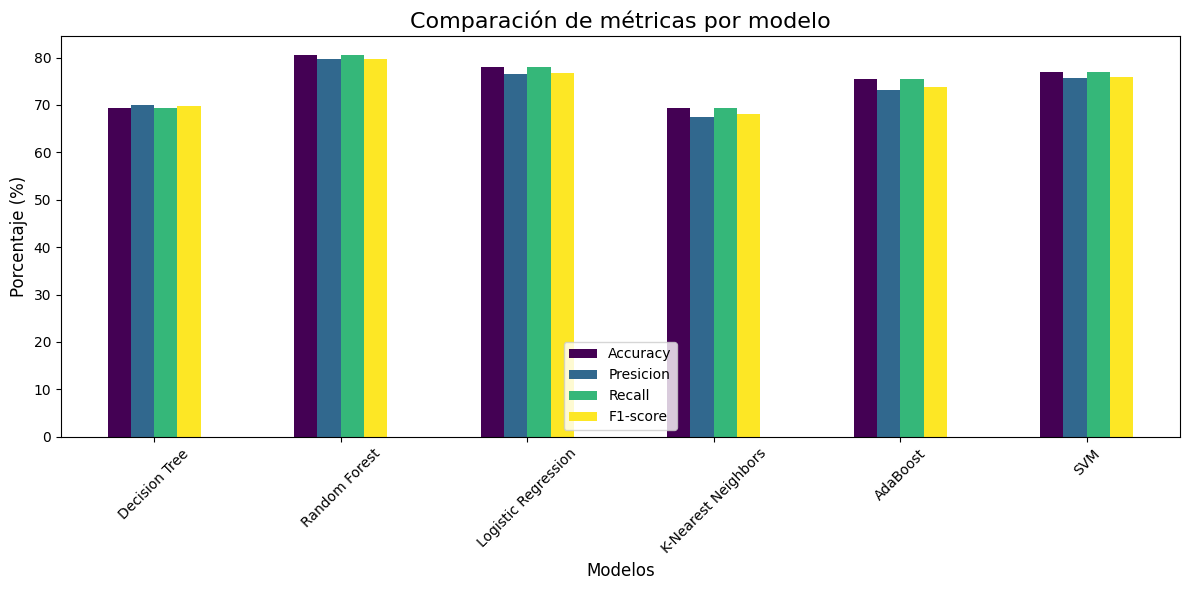 Comparación de métricas por modelo
Porcentaje (%)
80
70
60
50
40
30
20
10
0
Accuracy
Presicion
Recall
F1-score
Decision Tree
Random Forest
Logistic Regression
K-Nearest Neighbors
AdaBoost
SVM
Modelos